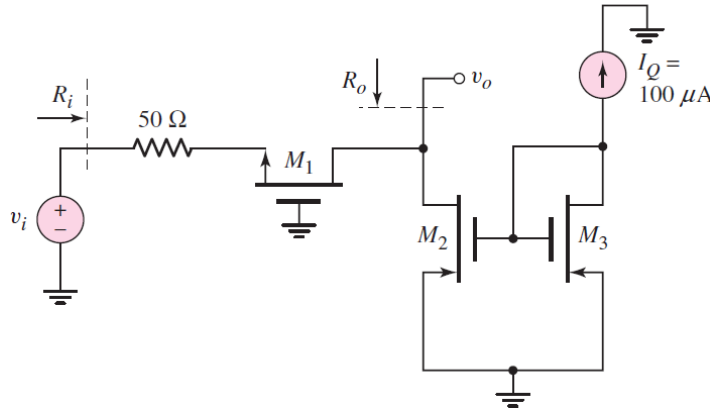 I_Q =
100 μA
R_o
v_o
R_i
50 Ω
M_1
v_i
+
−
M_2
M_3